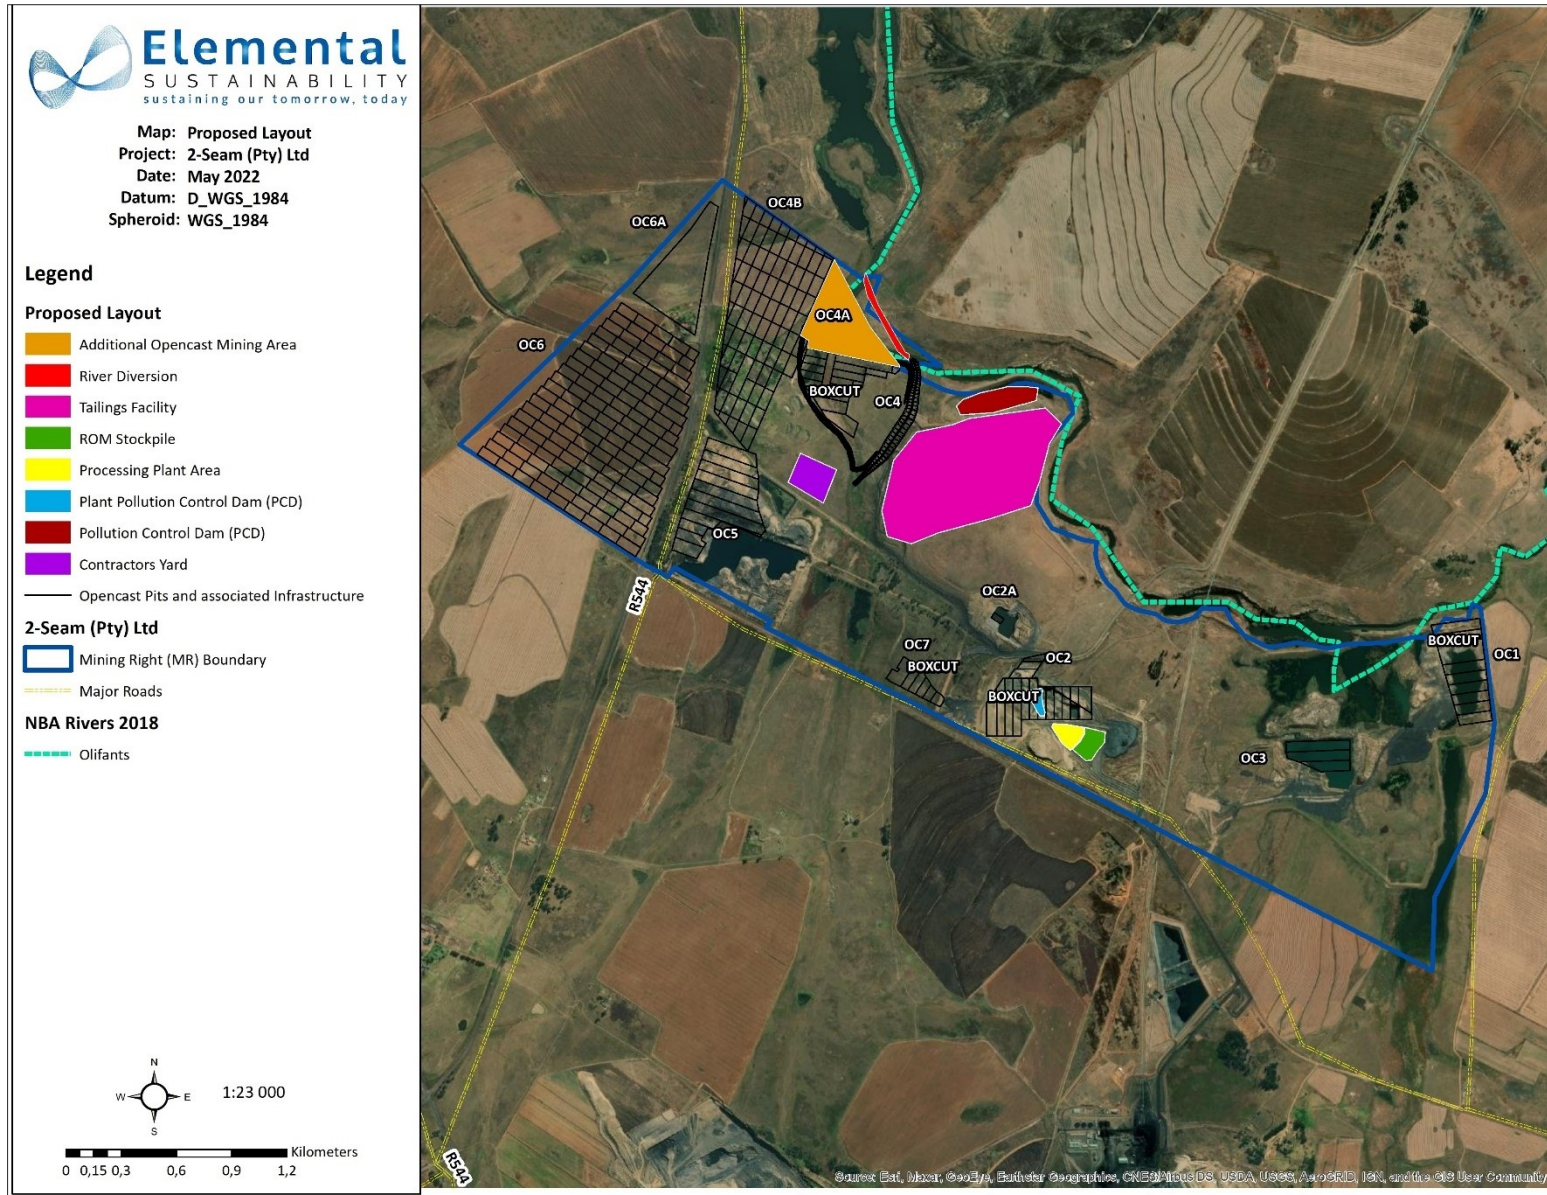 Elemental
SUSTAINABILITY
sustaining our tomorrow, today
Map: Proposed Layout
Project: 2-Seam (Pty) Ltd
Date: May 2022
Datum: D_WGS_1984
Spheroid: WGS_1984
Legend
Proposed Layout
Additional Opencast Mining Area
River Diversion
Tailings Facility
ROM Stockpile
Processing Plant Area
Plant Pollution Control Dam (PCD)
Pollution Control Dam (PCD)
Contractors Yard
Opencast Pits and associated Infrastructure
2-Seam (Pty) Ltd
Mining Right (MR) Boundary
Major Roads
NBA Rivers 2018
Olifants
N
W E
S
1:23 000
Kilometers
0 0,15 0,3 0,6 0,9 1,2
OC4B
OC6A
OC4A
OC6
BOXCUT
OC4
OC5
R544
OC2A
OC7
BOXCUT
OC2
BOXCUT
BOXCUT
OC1
OC3
R544
Source: Esri, Maxar, GeoEye, Earthstar Geographics, CNES/Airbus DS, USDA, USGS, AeroGRID, IGN, and the GIS User Community